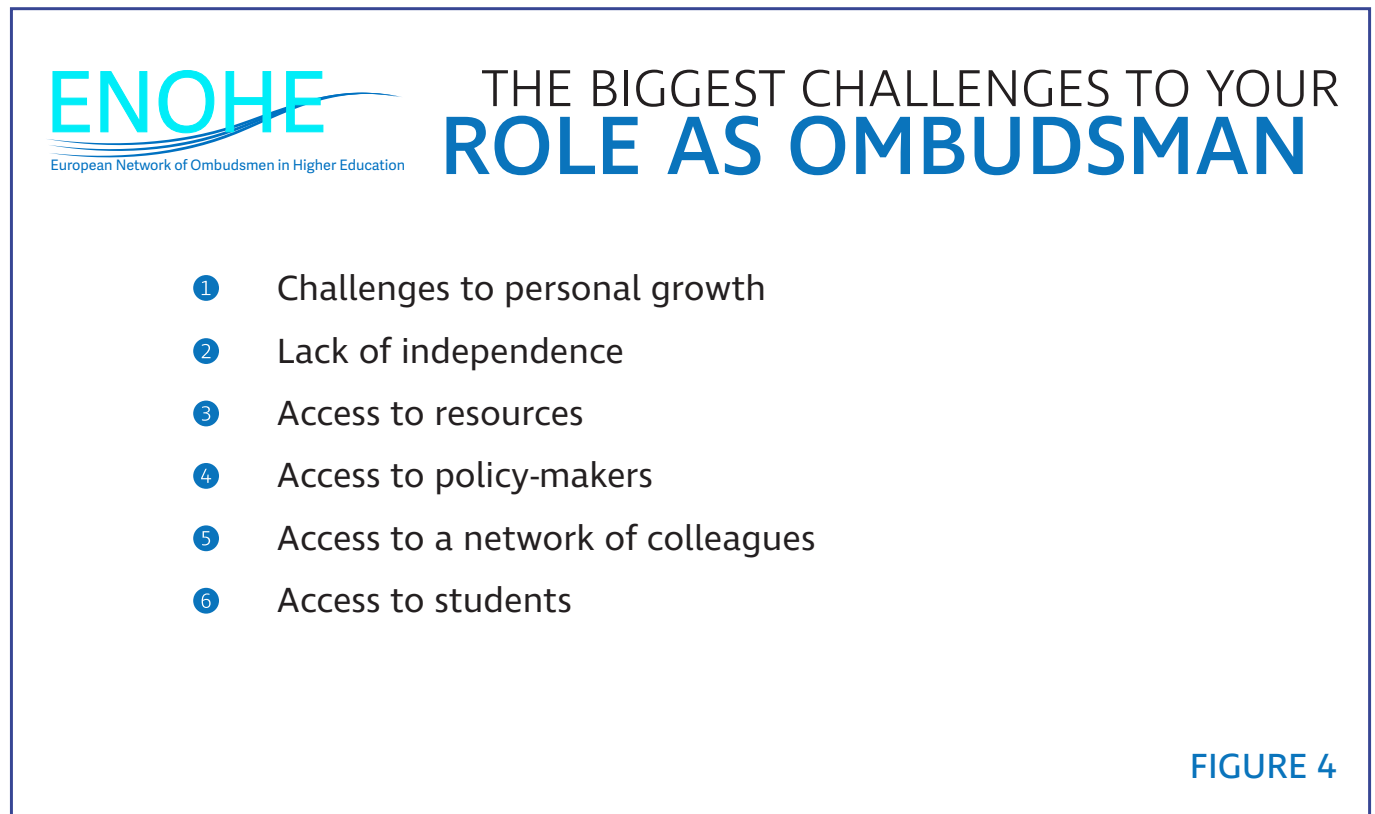 ENOHE
European Network of Ombudsmen in Higher Education
THE BIGGEST CHALLENGES TO YOUR
ROLE AS OMBUDSMAN
1 Challenges to personal growth
2 Lack of independence
3 Access to resources
4 Access to policy-makers
5 Access to a network of colleagues
6 Access to students
FIGURE 4